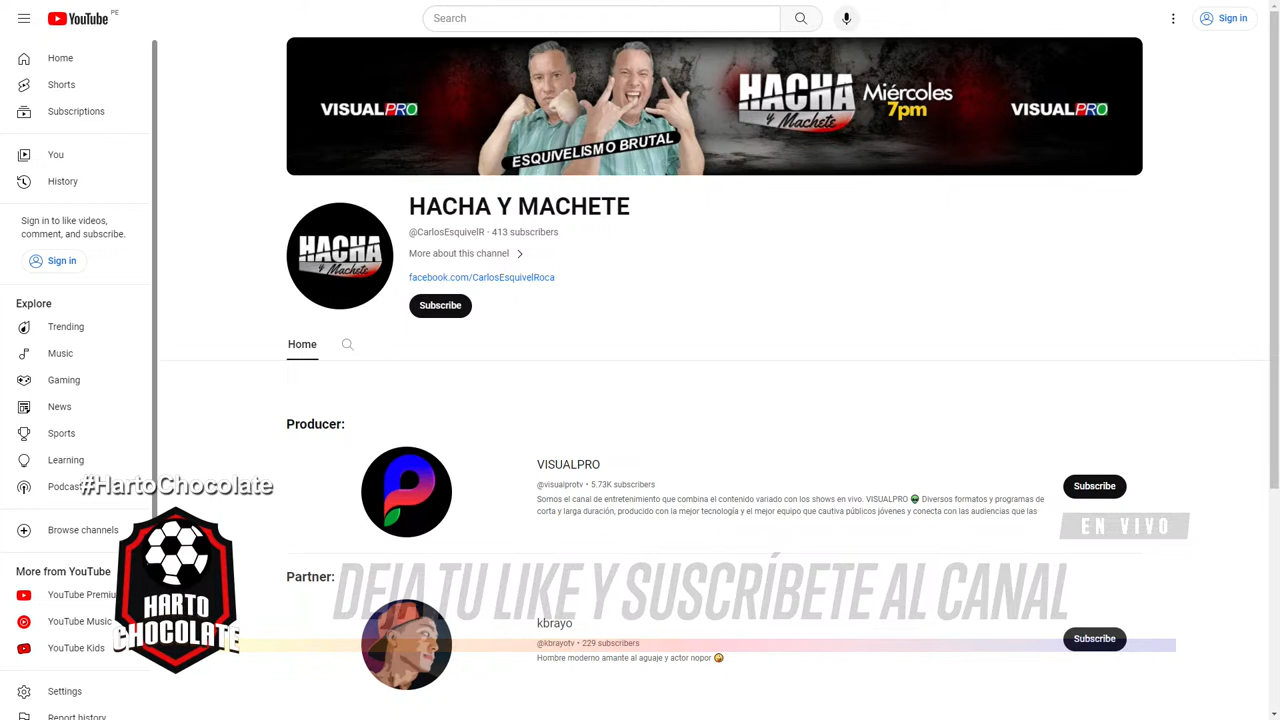 YouTube PE
Search
Sign in
Home
Shorts
Subscriptions
You
History
Sign in to like videos,
comment, and subscribe.
Sign in
Explore
Trending
Music
Gaming
News
Sports
Learning
Podcast
Browse channels
More from YouTube
YouTube Premiu
YouTube Music
YouTube Kids
Settings
Report history
VISUALPRO
ESQUIVELISMO BRUTAL
HACHA
y Machete
Miércoles
7pm
VISUALPRO
HACHA
y Machete
HACHA Y MACHETE
@CarlosEsquivelR · 413 subscribers
More about this channel
facebook.com/CarlosEsquivelRoca
Subscribe
Home
Producer:
VISUALPRO
@visualprotv • 5.73K subscribers
Somos el canal de entretenimiento que combina el contenido variado con los shows en vivo. VISUALPRO 👽 Diversos formatos y programas de
corta y larga duración, producido con la mejor tecnología y el mejor equipo que cautiva públicos jóvenes y conecta con las audiencias que las
Subscribe
Partner:
kbrayo
@kbrayotv • 229 subscribers
Hombre moderno amante al aguaje y actor nopor
Subscribe
#HartoChocolate
HARTO
CHOCOLATE
EN VIVO
DEJA TU LIKE Y SUSCRÍBETE AL CANAL